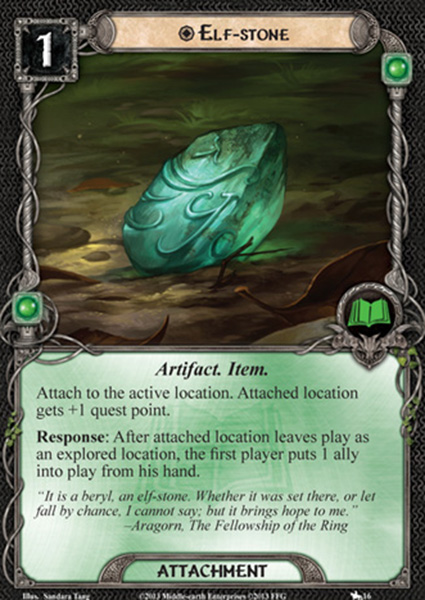 1
Elf-stone
Artifact. Item.
Attach to the active location. Attached location
gets +1 quest point.
Response: After attached location leaves play as
an explored location, the first player puts 1 ally
into play from his hand.
“It is a beryl, an elf-stone. Whether it was set there, or let
fall by chance, I cannot say; but it brings hope to me.”
–Aragorn, The Fellowship of the Ring
ATTACHMENT
Illus. Sandara Tang ©2013 Middle-earth Enterprises ©2013 FFG 16